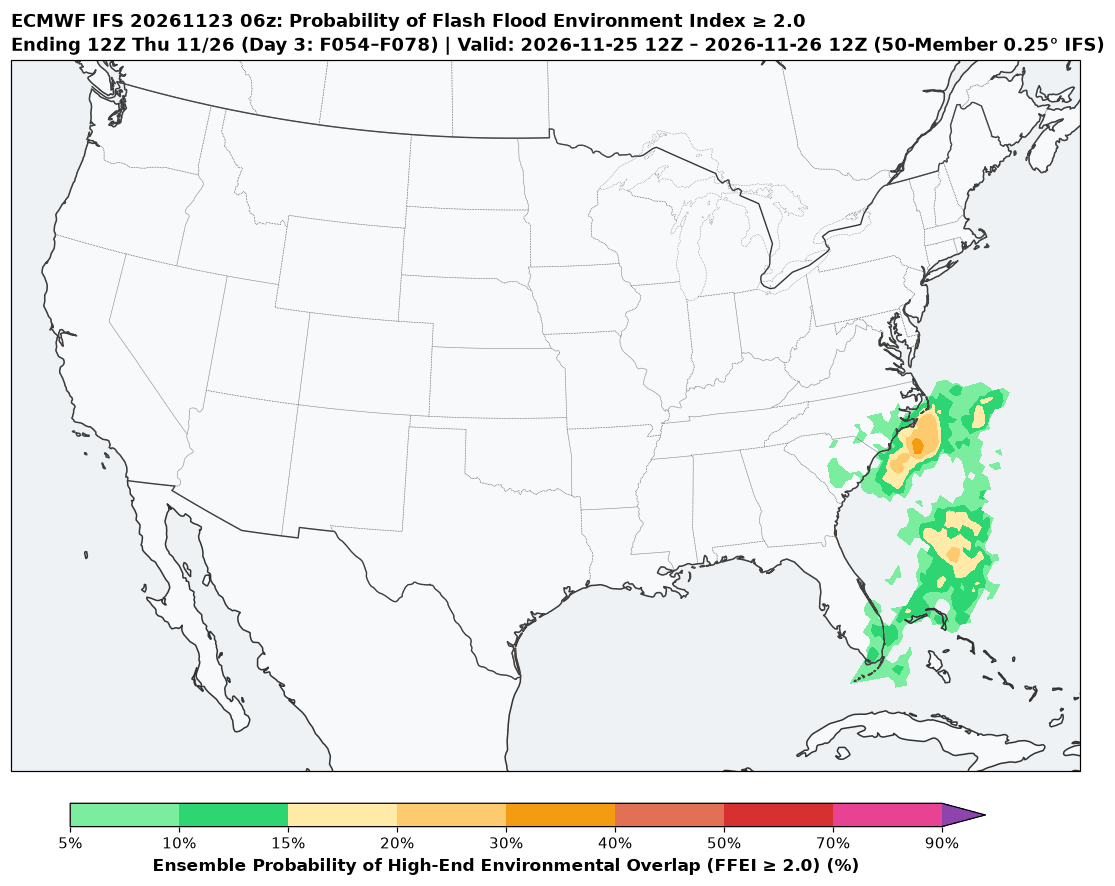 ECMWF IFS 20261123 06z: Probability of Flash Flood Environment Index ≥ 2.0
Ending 12Z Thu 11/26 (Day 3: F054–F078) | Valid: 2026-11-25 12Z – 2026-11-26 12Z (50-Member 0.25° IFS)
5% 10% 15% 20% 30% 40% 50% 70% 90%
Ensemble Probability of High-End Environmental Overlap (FFEI ≥ 2.0) (%)